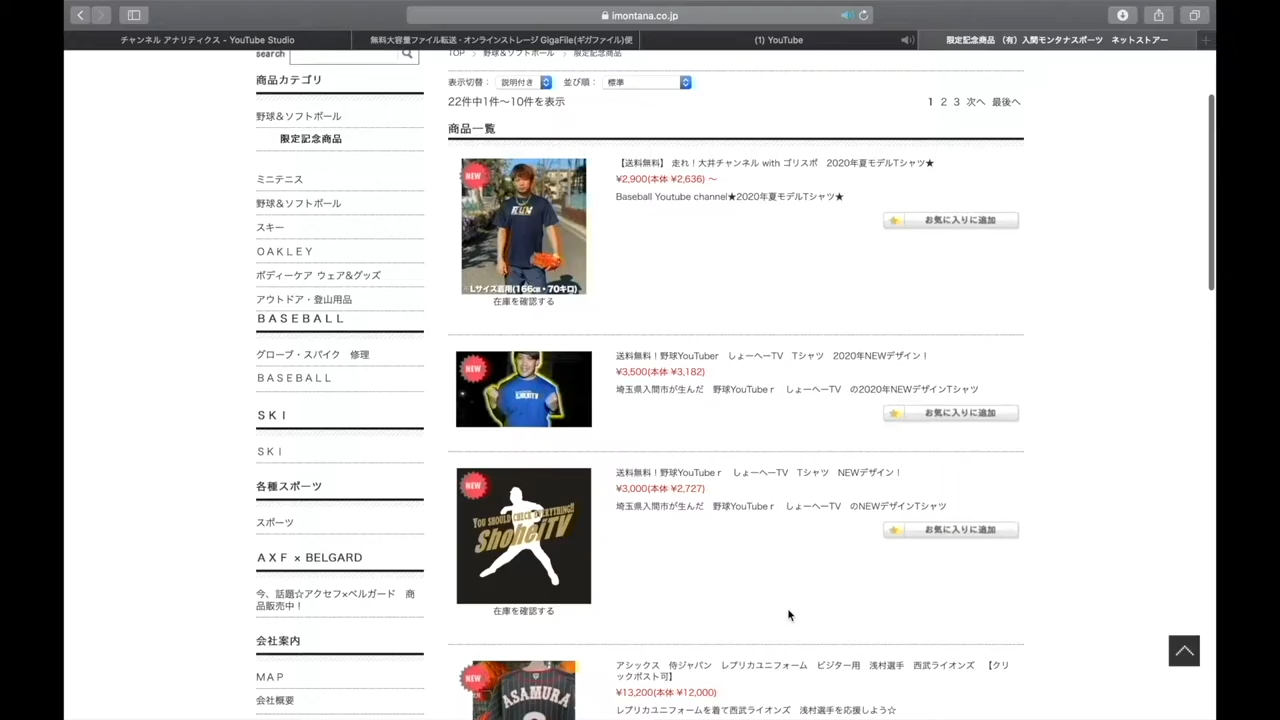 imontana.co.jp
チャンネル アナリティクス - YouTube Studio
無料大容量ファイル転送・オンラインストレージ GigaFile(ギガファイル)便
(1) YouTube
限定記念商品 (有)入間モンタナスポーツ ネットストアー
search
TOP > 野球&ソフトボール > 限定記念商品
商品カテゴリ
野球&ソフトボール
限定記念商品
ミニテニス
野球&ソフトボール
スキー
OAKLEY
ボディーケア ウェア&グッズ
アウトドア・登山用品
BASEBALL
グローブ・スパイク 修理
BASEBALL
SKI
SKI
各種スポーツ
スポーツ
AXF × BELGARD
今、話題☆アクセフ×ベルガード 商
品販売中!
会社案内
MAP
会社概要
表示切替: 説明付き 並び順: 標準
22件中1件~10件を表示
1 2 3 次へ 最後へ
商品一覧
NEW
RUN
Lサイズ着用(166㎝・70キロ)
在庫を確認する
【送料無料】 走れ!大井チャンネル with ゴリスポ 2020年夏モデルTシャツ★
¥2,900(本体 ¥2,636) ~
Baseball Youtube channel★2020年夏モデルTシャツ★
お気に入りに追加
NEW
送料無料!野球YouTuber しょーへーTV Tシャツ 2020年NEWデザイン!
¥3,500(本体 ¥3,182)
埼玉県入間市が生んだ 野球YouTuber しょーへーTV の2020年NEWデザインTシャツ
お気に入りに追加
NEW
YOU SHOULD CHECK EVERYTHING!!
ShoheiTV
在庫を確認する
送料無料!野球YouTuber しょーへーTV Tシャツ NEWデザイン!
¥3,000(本体 ¥2,727)
埼玉県入間市が生んだ 野球YouTuber しょーへーTV のNEWデザインTシャツ
お気に入りに追加
NEW
ASAMURA
アシックス 侍ジャパン レプリカユニフォーム ビジター用 浅村選手 西武ライオンズ 【クリ
ックポスト可】
¥13,200(本体 ¥12,000)
レプリカユニフォームを着て西武ライオンズ 浅村選手を応援しよう☆